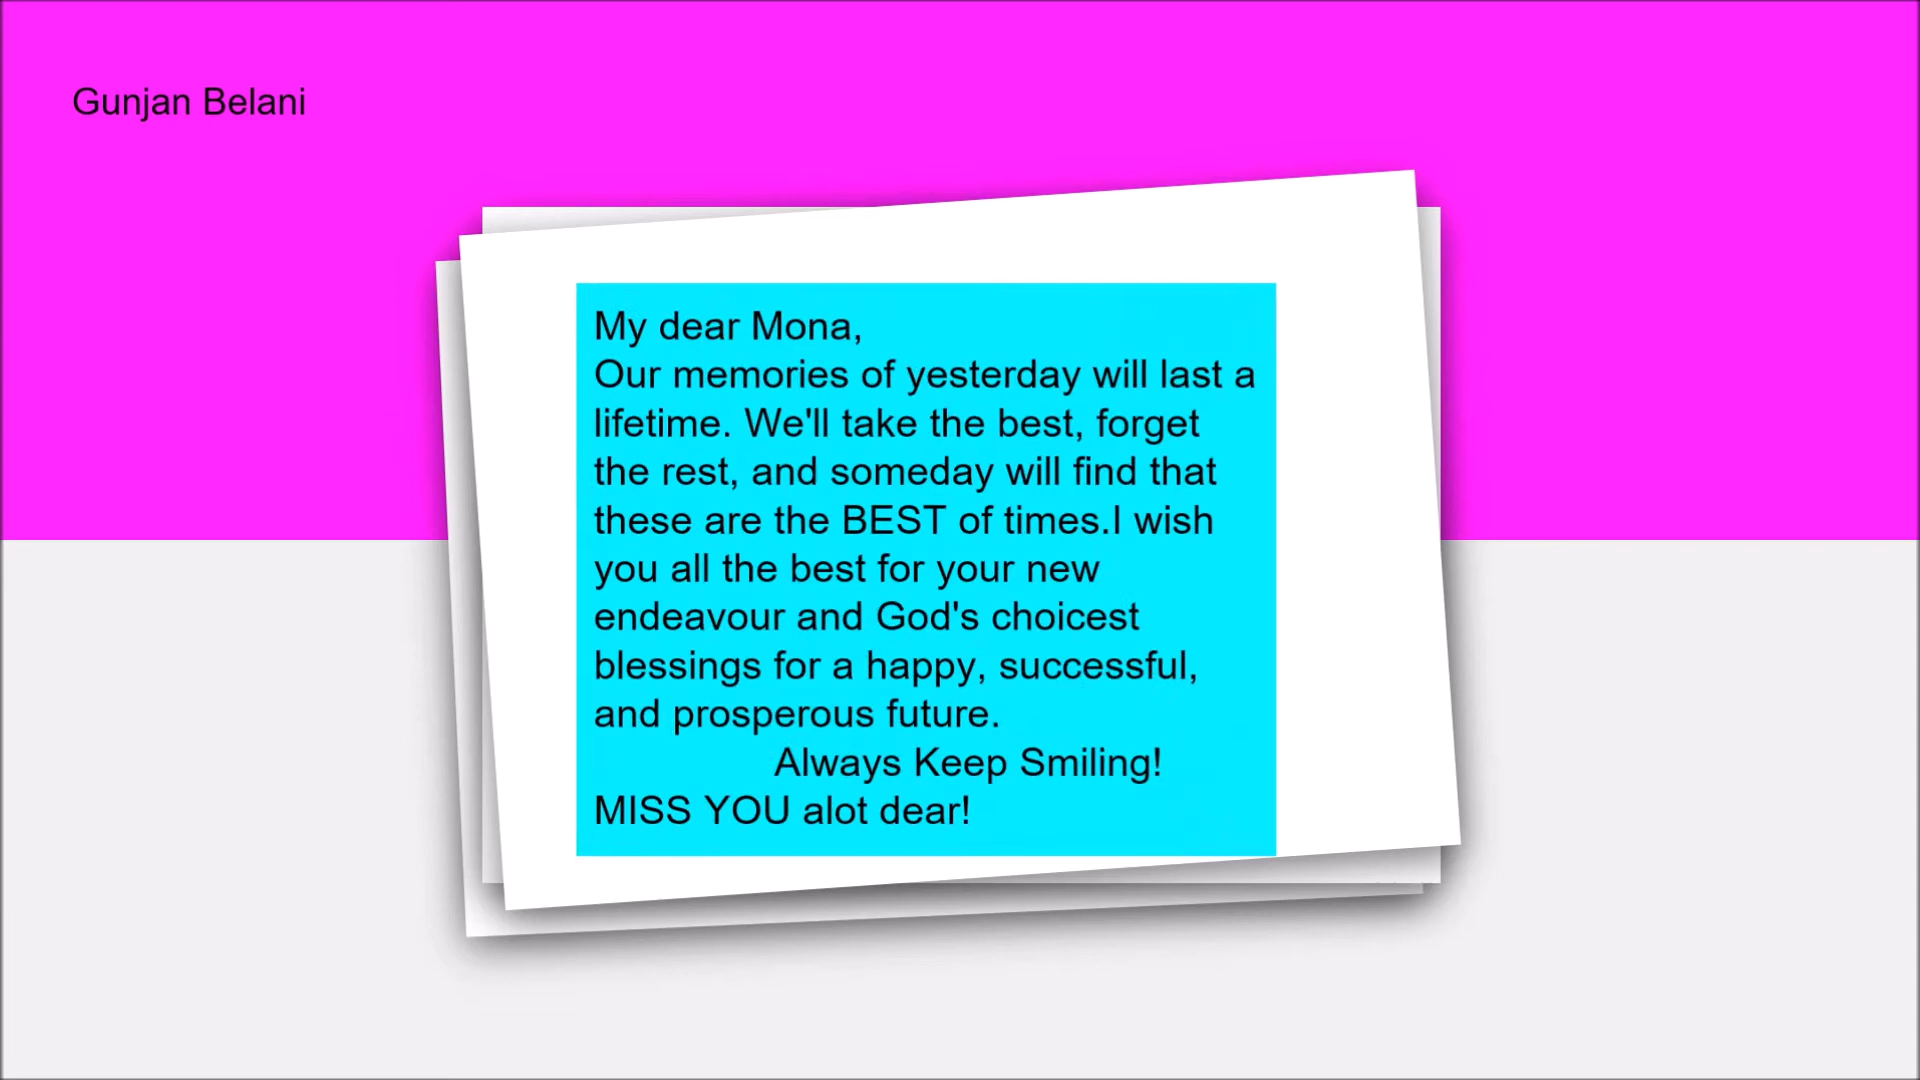 Gunjan Belani
My dear Mona,
Our memories of yesterday will last a
lifetime. We'll take the best, forget
the rest, and someday will find that
these are the BEST of times.I wish
you all the best for your new
endeavour and God's choicest
blessings for a happy, successful,
and prosperous future.
Always Keep Smiling!
MISS YOU alot dear!